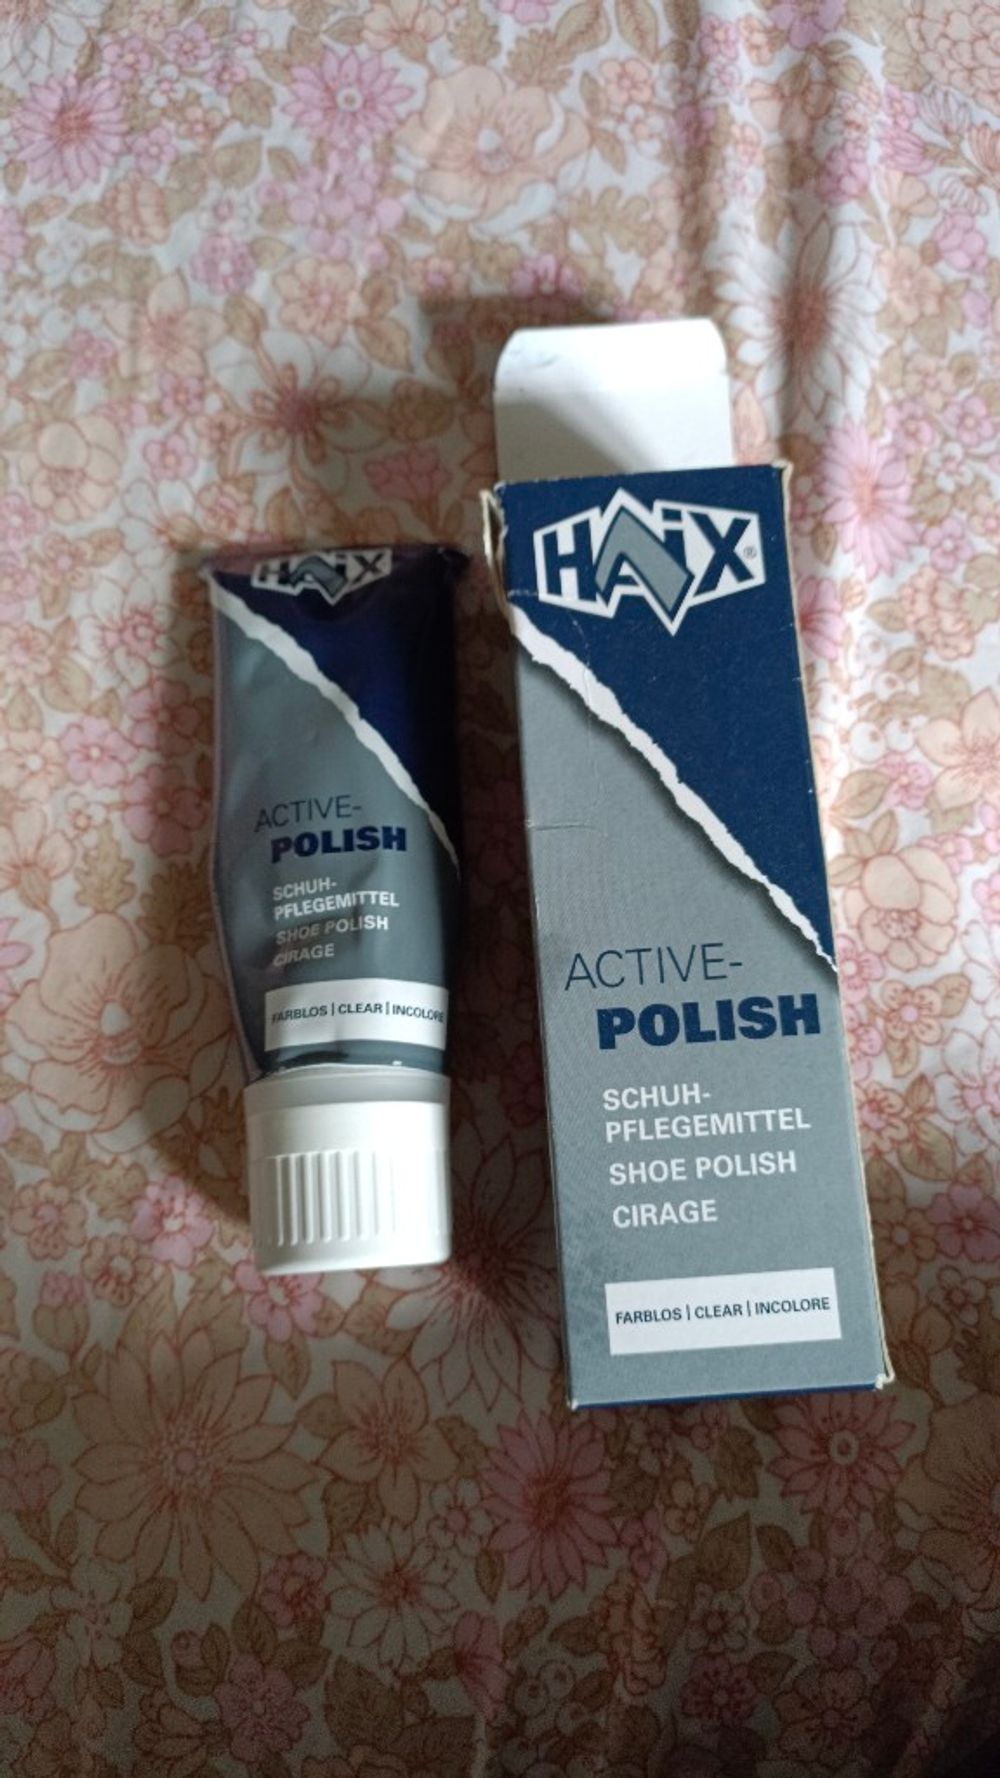 HAIX
ACTIVE-
POLISH
SCHUH-
PFLEGEMITTEL
SHOE POLISH
CIRAGE
FARBLOS | CLEAR | INCOLORE
HAIX®
ACTIVE-
POLISH
SCHUH-
PFLEGEMITTEL
SHOE POLISH
CIRAGE
FARBLOS | CLEAR | INCOLORE